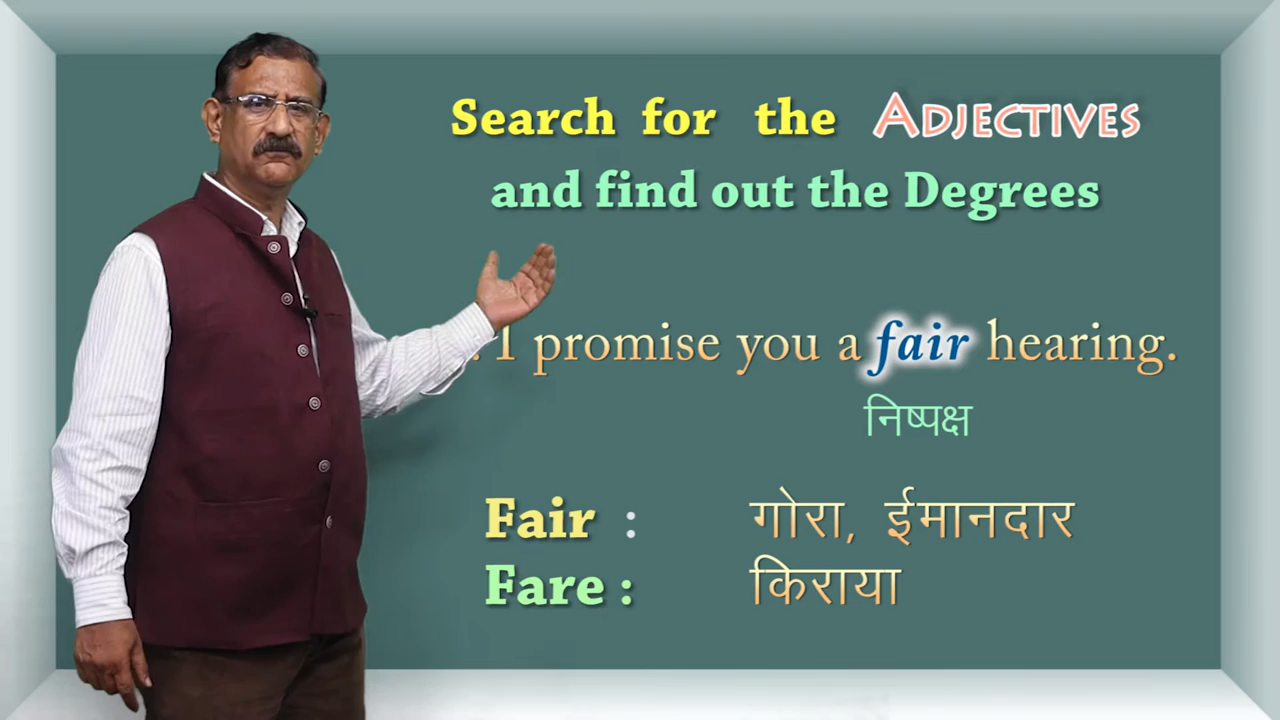 Search for the ADJECTIVES
and find out the Degrees
. I promise you a fair hearing.
निष्पक्ष
Fair : गोरा, ईमानदार
Fare : किराया